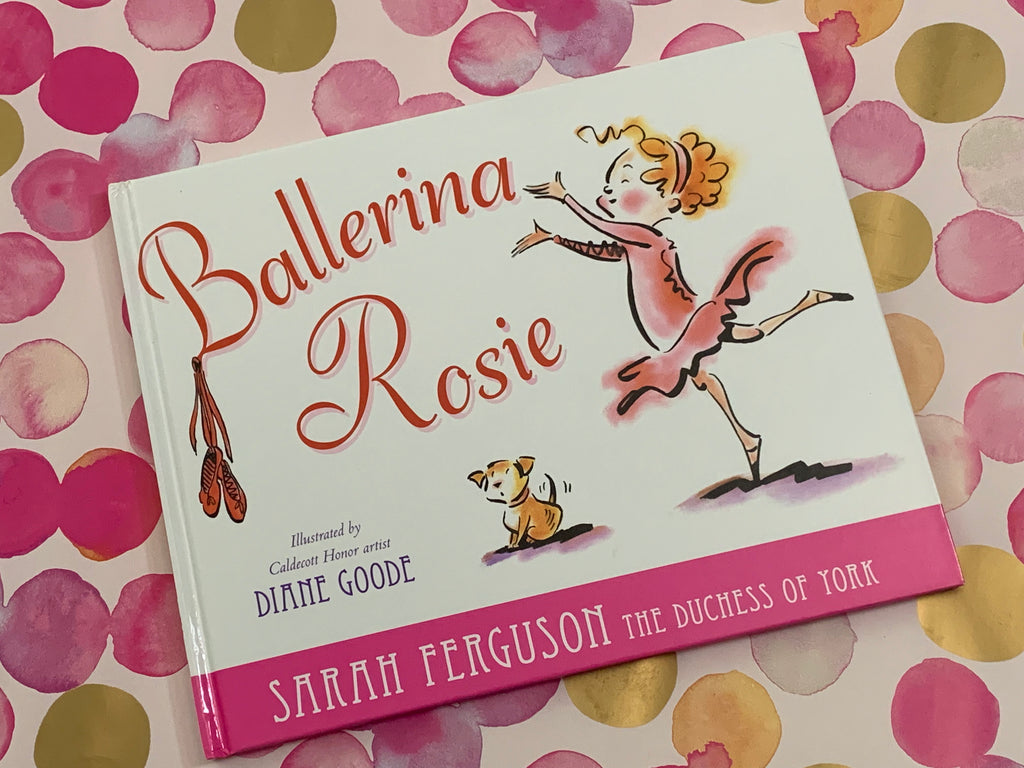 Ballerina
Rosie
Illustrated by
Caldecott Honor artist
DIANE GOODE
SARAH FERGUSON THE DUCHESS OF YORK